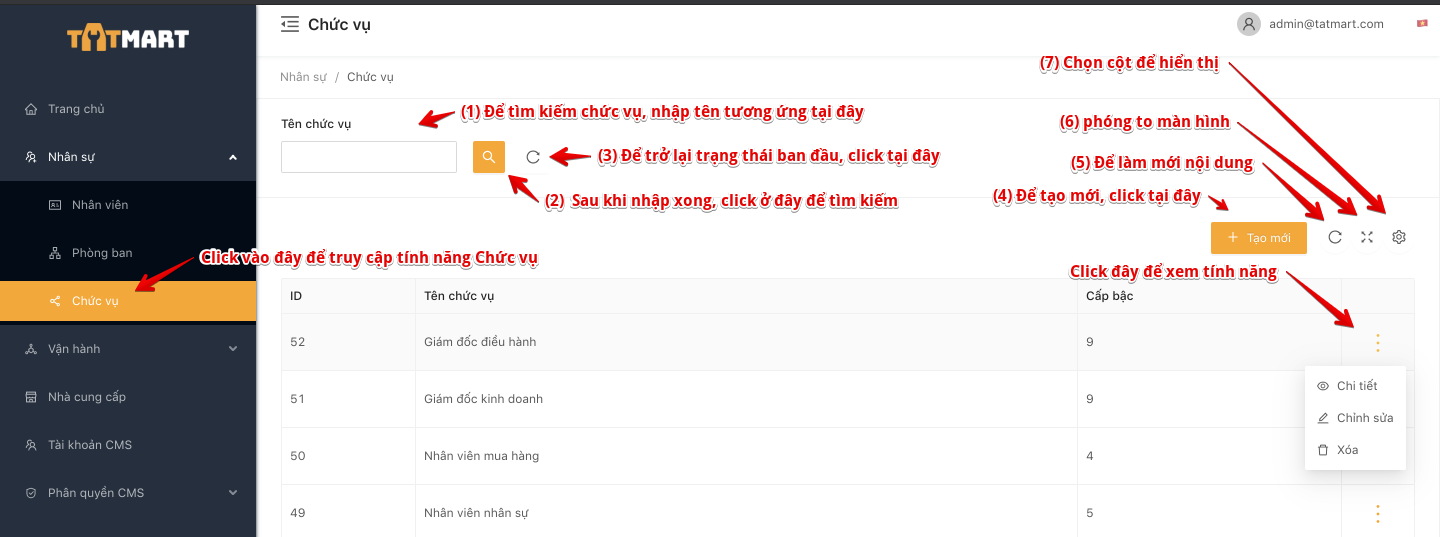 TATMART
Chức vụ
admin@tatmart.com
Nhân sự / Chức vụ
(7) Chọn cột để hiển thị
Trang chủ
Tên chức vụ
(1) Để tìm kiếm chức vụ, nhập tên tương ứng tại đây
(6) phóng to màn hình
Nhân sự
(3) Để trở lại trạng thái ban đầu, click tại đây
(5) Để làm mới nội dung
(2) Sau khi nhập xong, click ở đây để tìm kiếm
(4) Để tạo mới, click tại đây
Nhân viên
Tạo mới
Phòng ban
Click vào đây để truy cập tính năng Chức vụ
Click đây để xem tính năng
Chức vụ
ID Tên chức vụ Cấp bậc
Vận hành
52 Giám đốc điều hành 9
Chi tiết
Nhà cung cấp
51 Giám đốc kinh doanh 9
Chỉnh sửa
Tài khoản CMS
50 Nhân viên mua hàng 4
Xóa
Phân quyền CMS
49 Nhân viên nhân sự 5